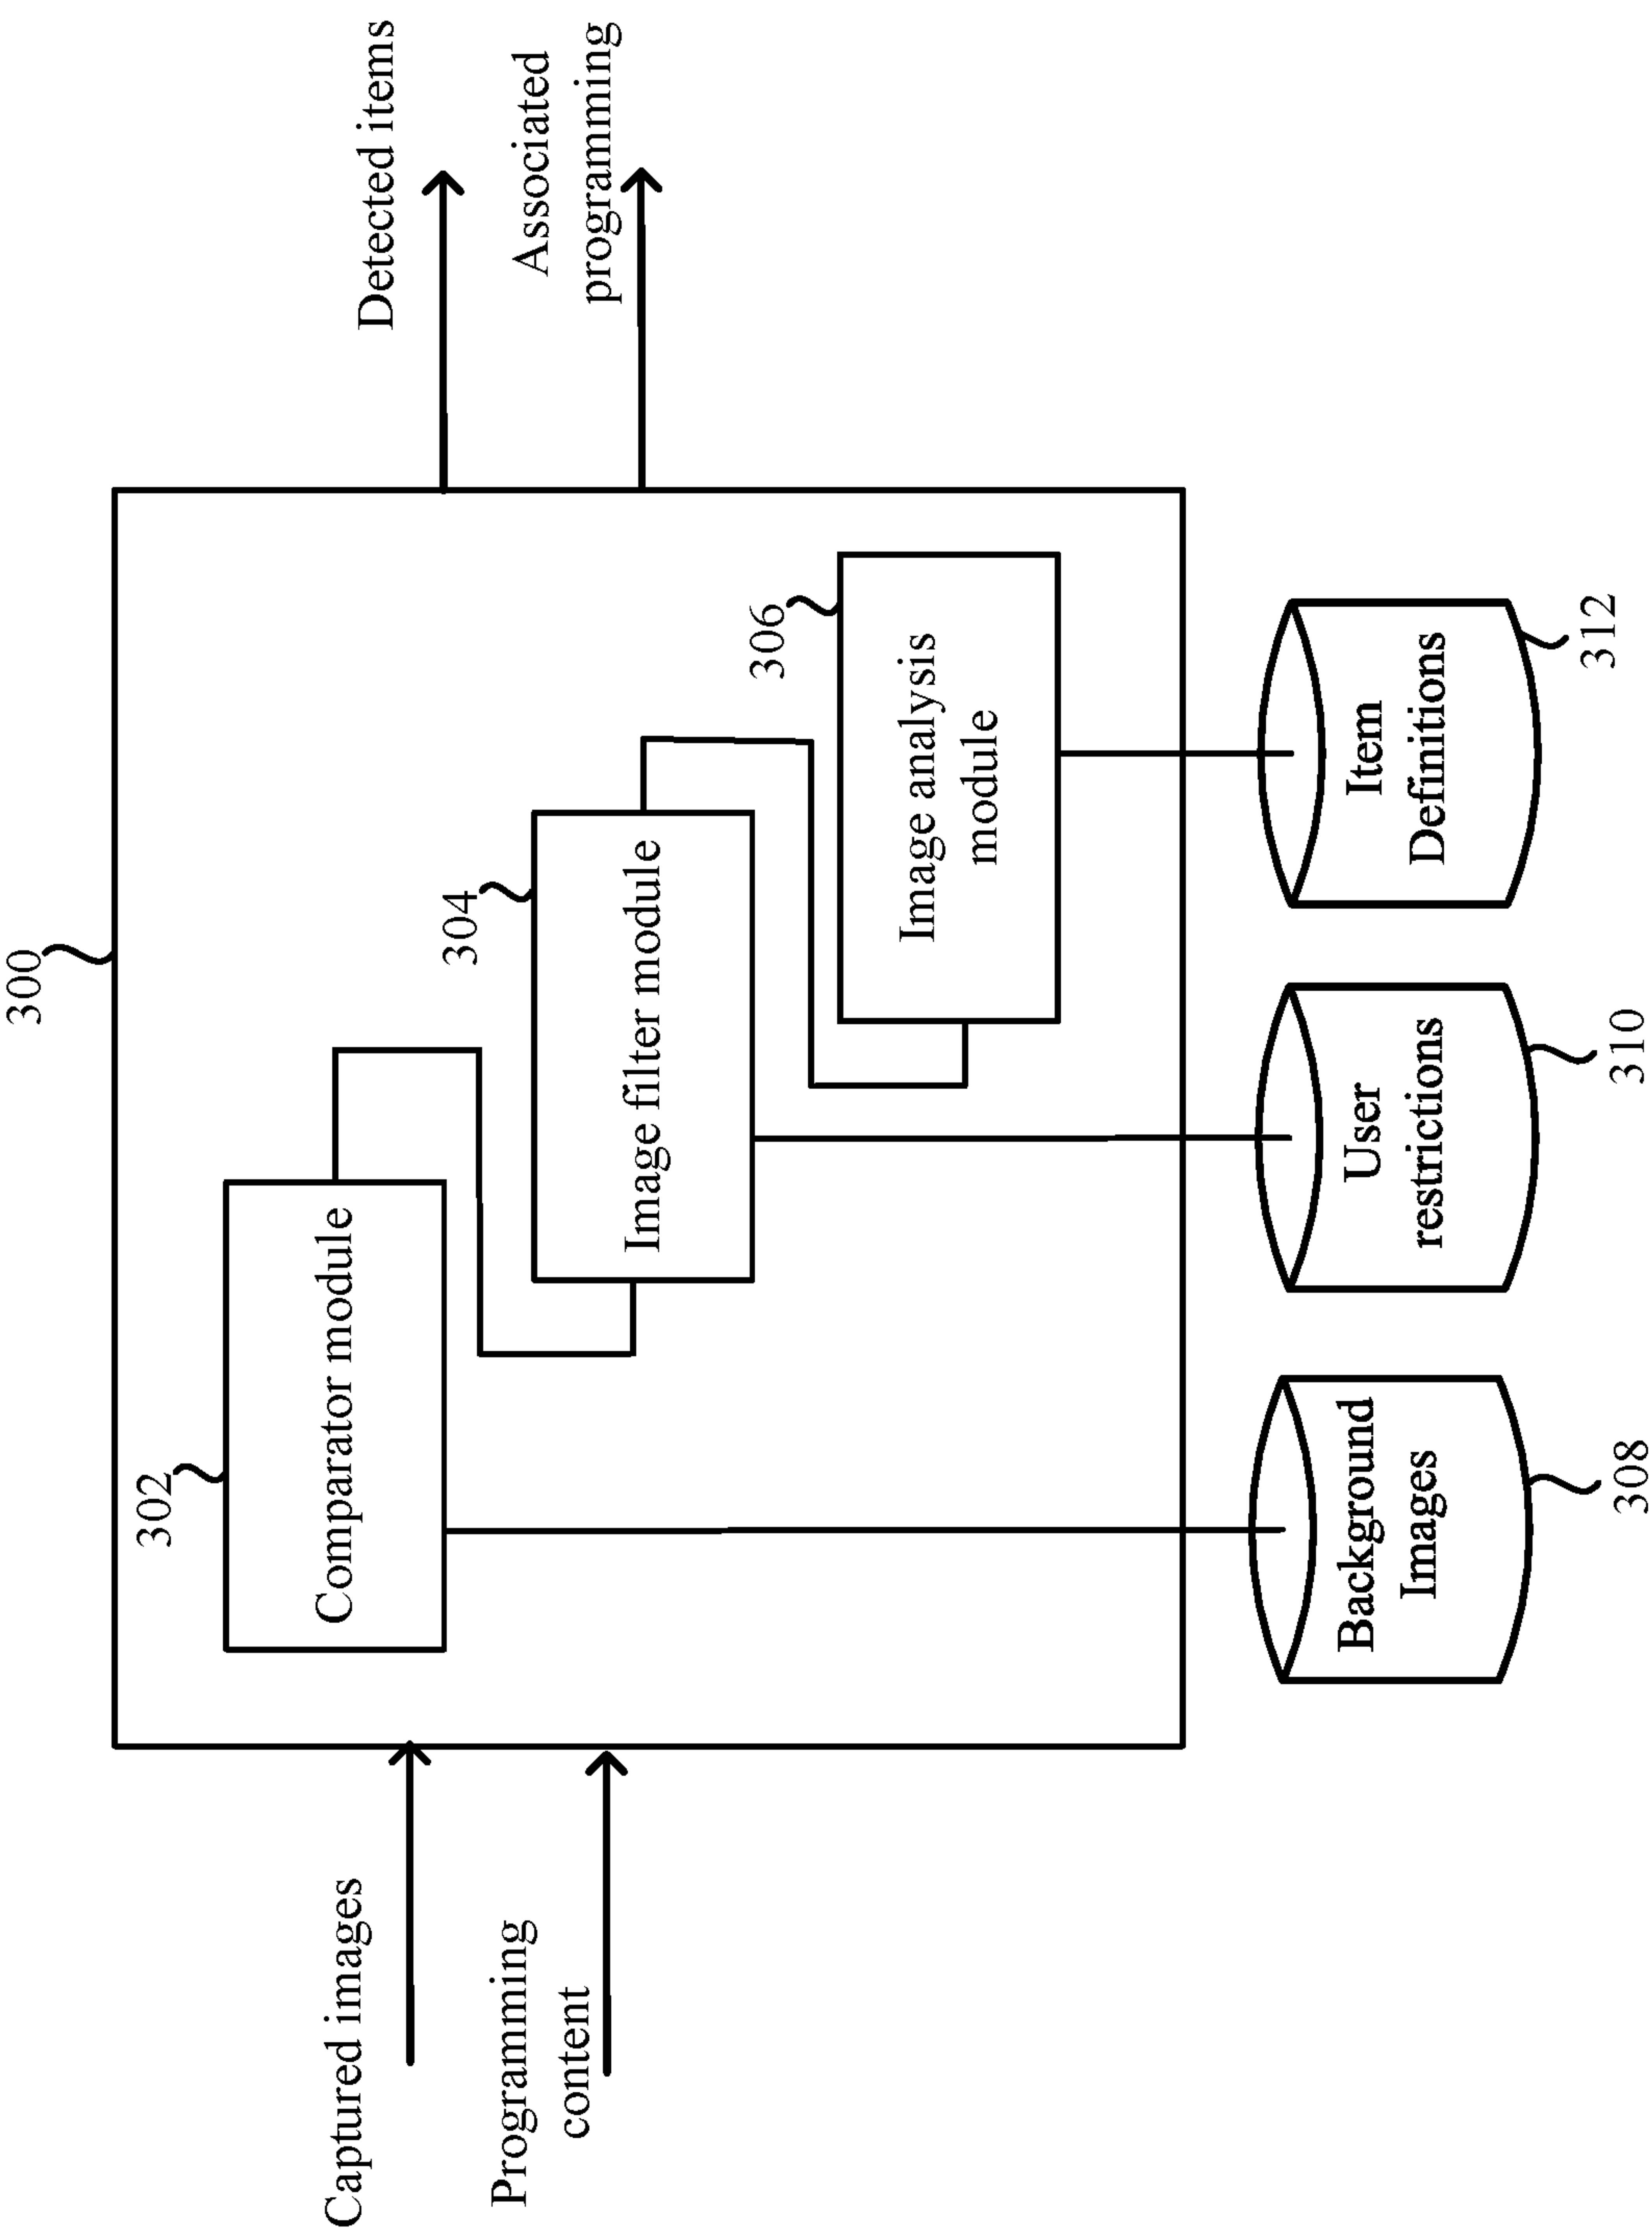 300
Captured images
Programming
content
302
Comparator module
304
Image filter module
306
Image analysis
module
Detected items
Associated
programming
Background
Images
308
User
restrictions
310
Item
Definitions
312